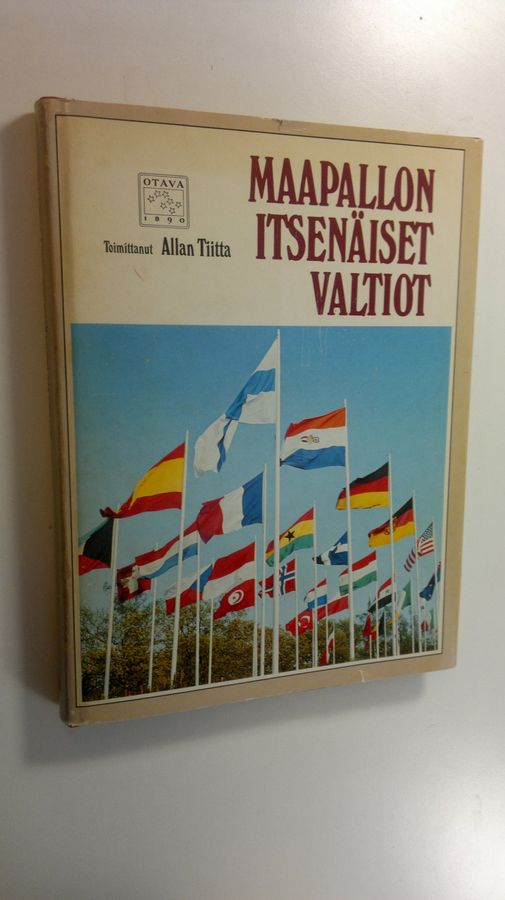 OTAVA
1890
MAAPALLON
ITSENÄISET
VALTIOT
Toimittanut Allan Tiitta